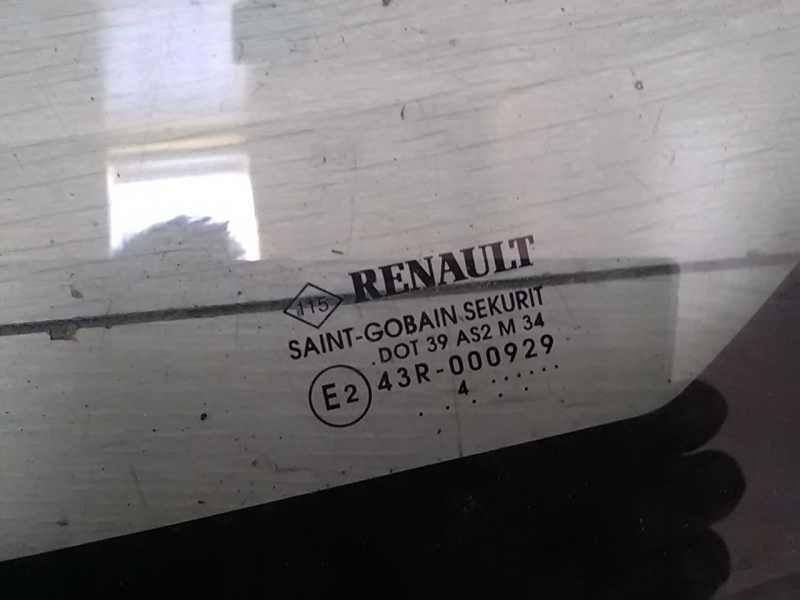 115 RENAULT
SAINT-GOBAIN SEKURIT
.DOT 39 AS2 M 34
E2 43R-000929
. . 4 . . . . . . . .